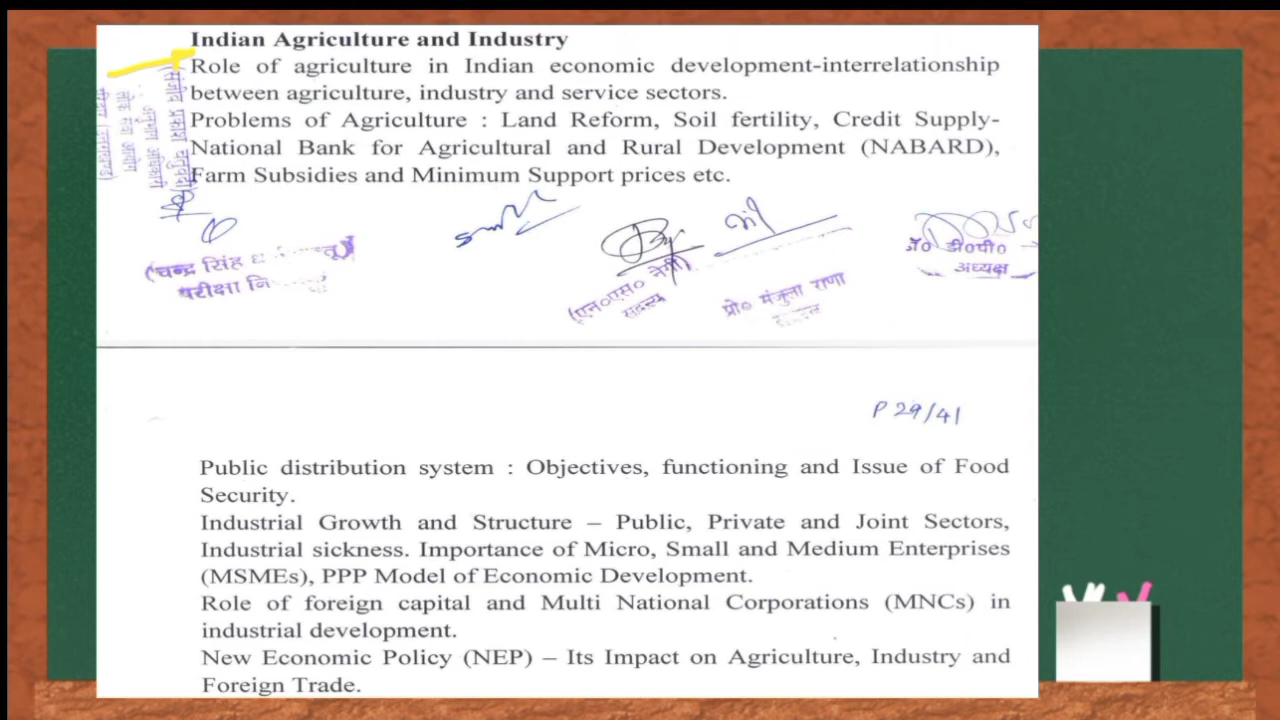 Indian Agriculture and Industry
Role of agriculture in Indian economic development-interrelationship
between agriculture, industry and service sectors.
Problems of Agriculture : Land Reform, Soil fertility, Credit Supply-
National Bank for Agricultural and Rural Development (NABARD),
Farm Subsidies and Minimum Support prices etc.
(चन्द्र सिंह
परीक्षा नि
(एन०एस० नेगी)
सदस्य
प्रो० मंजुला राणा
डी०पी०
अध्यक्ष
P 29/41
Public distribution system : Objectives, functioning and Issue of Food
Security.
Industrial Growth and Structure – Public, Private and Joint Sectors,
Industrial sickness. Importance of Micro, Small and Medium Enterprises
(MSMEs), PPP Model of Economic Development.
Role of foreign capital and Multi National Corporations (MNCs) in
industrial development.
New Economic Policy (NEP) – Its Impact on Agriculture, Industry and
Foreign Trade.